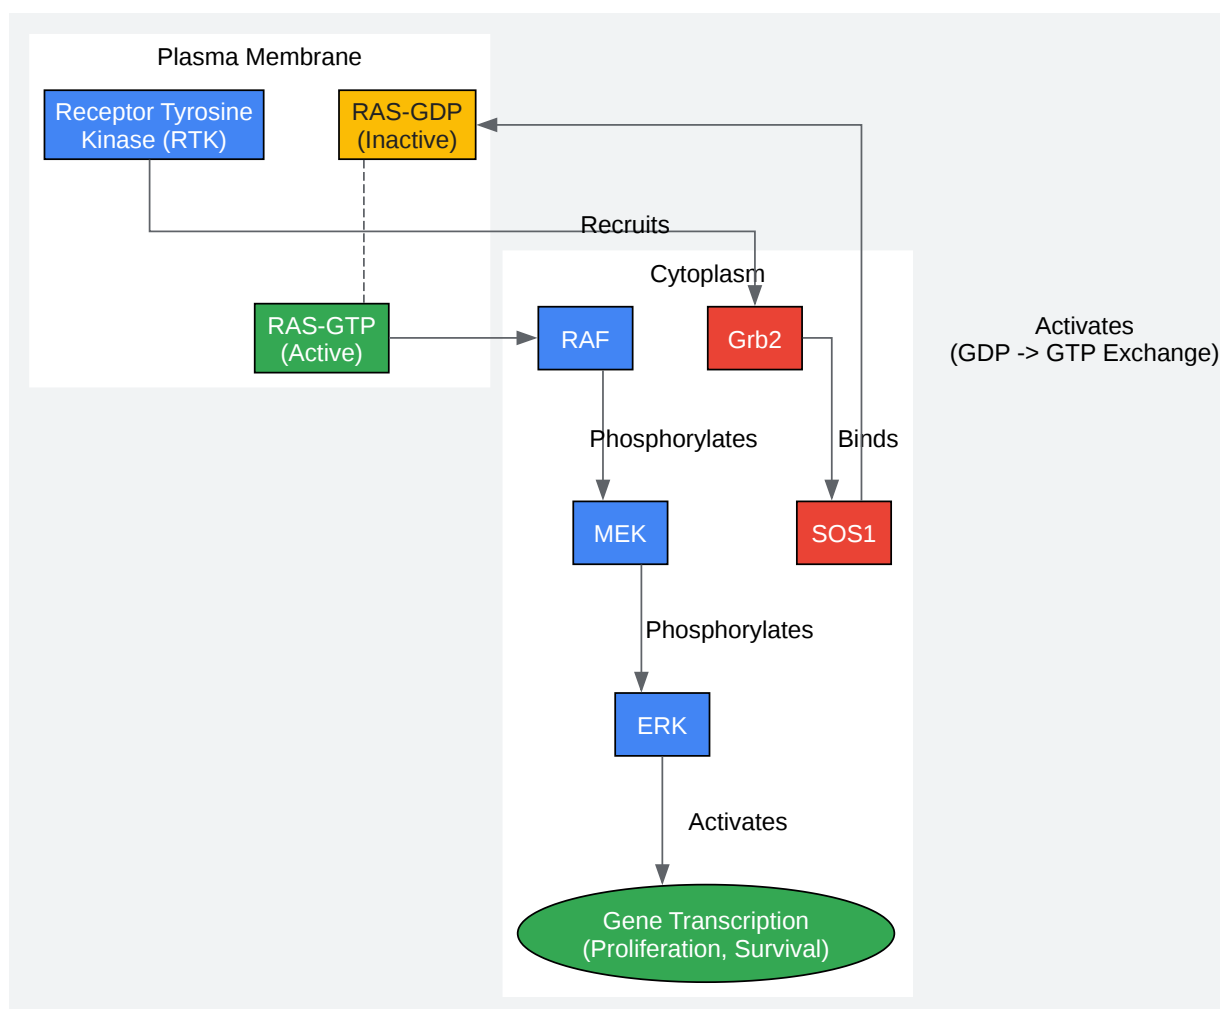 Plasma Membrane
Receptor Tyrosine
Kinase (RTK)
RAS-GDP
(Inactive)
Recruits
Cytoplasm
RAS-GTP
(Active)
RAF
Grb2
Activates
(GDP -> GTP Exchange)
Phosphorylates
Binds
MEK
SOS1
Phosphorylates
ERK
Activates
Gene Transcription
(Proliferation, Survival)